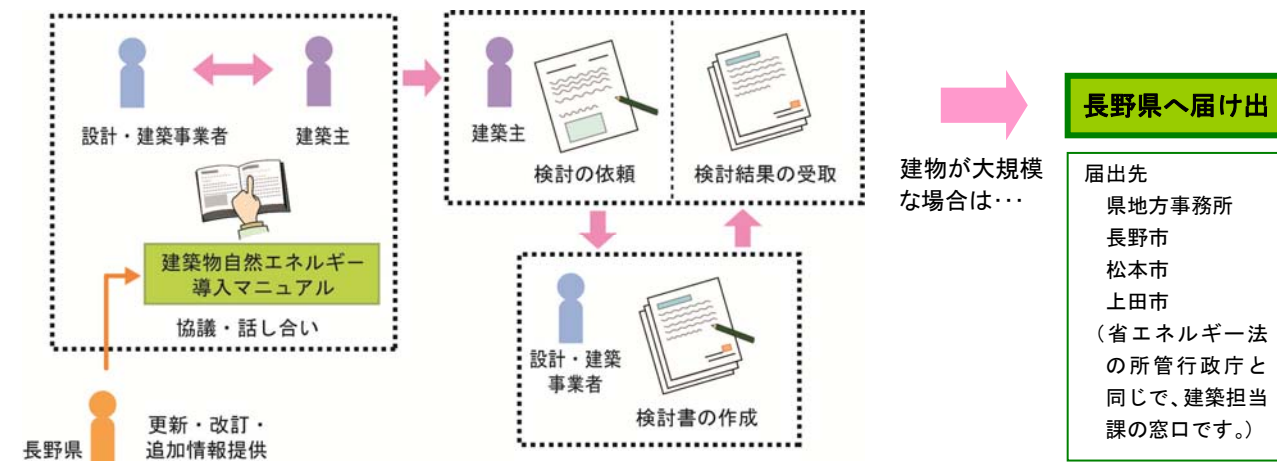 設計・建築事業者
建築主
建築物自然エネルギー
導入マニュアル
協議・話し合い
長野県
更新・改訂・
追加情報提供
建築主
検討の依頼
検討結果の受取
設計・建築
事業者
検討書の作成
建物が大規模
な場合は･･･
長野県へ届け出
届出先
県地方事務所
長野市
松本市
上田市
（省エネルギー法
の所管行政庁と
同じで、建築担当
課の窓口です。）